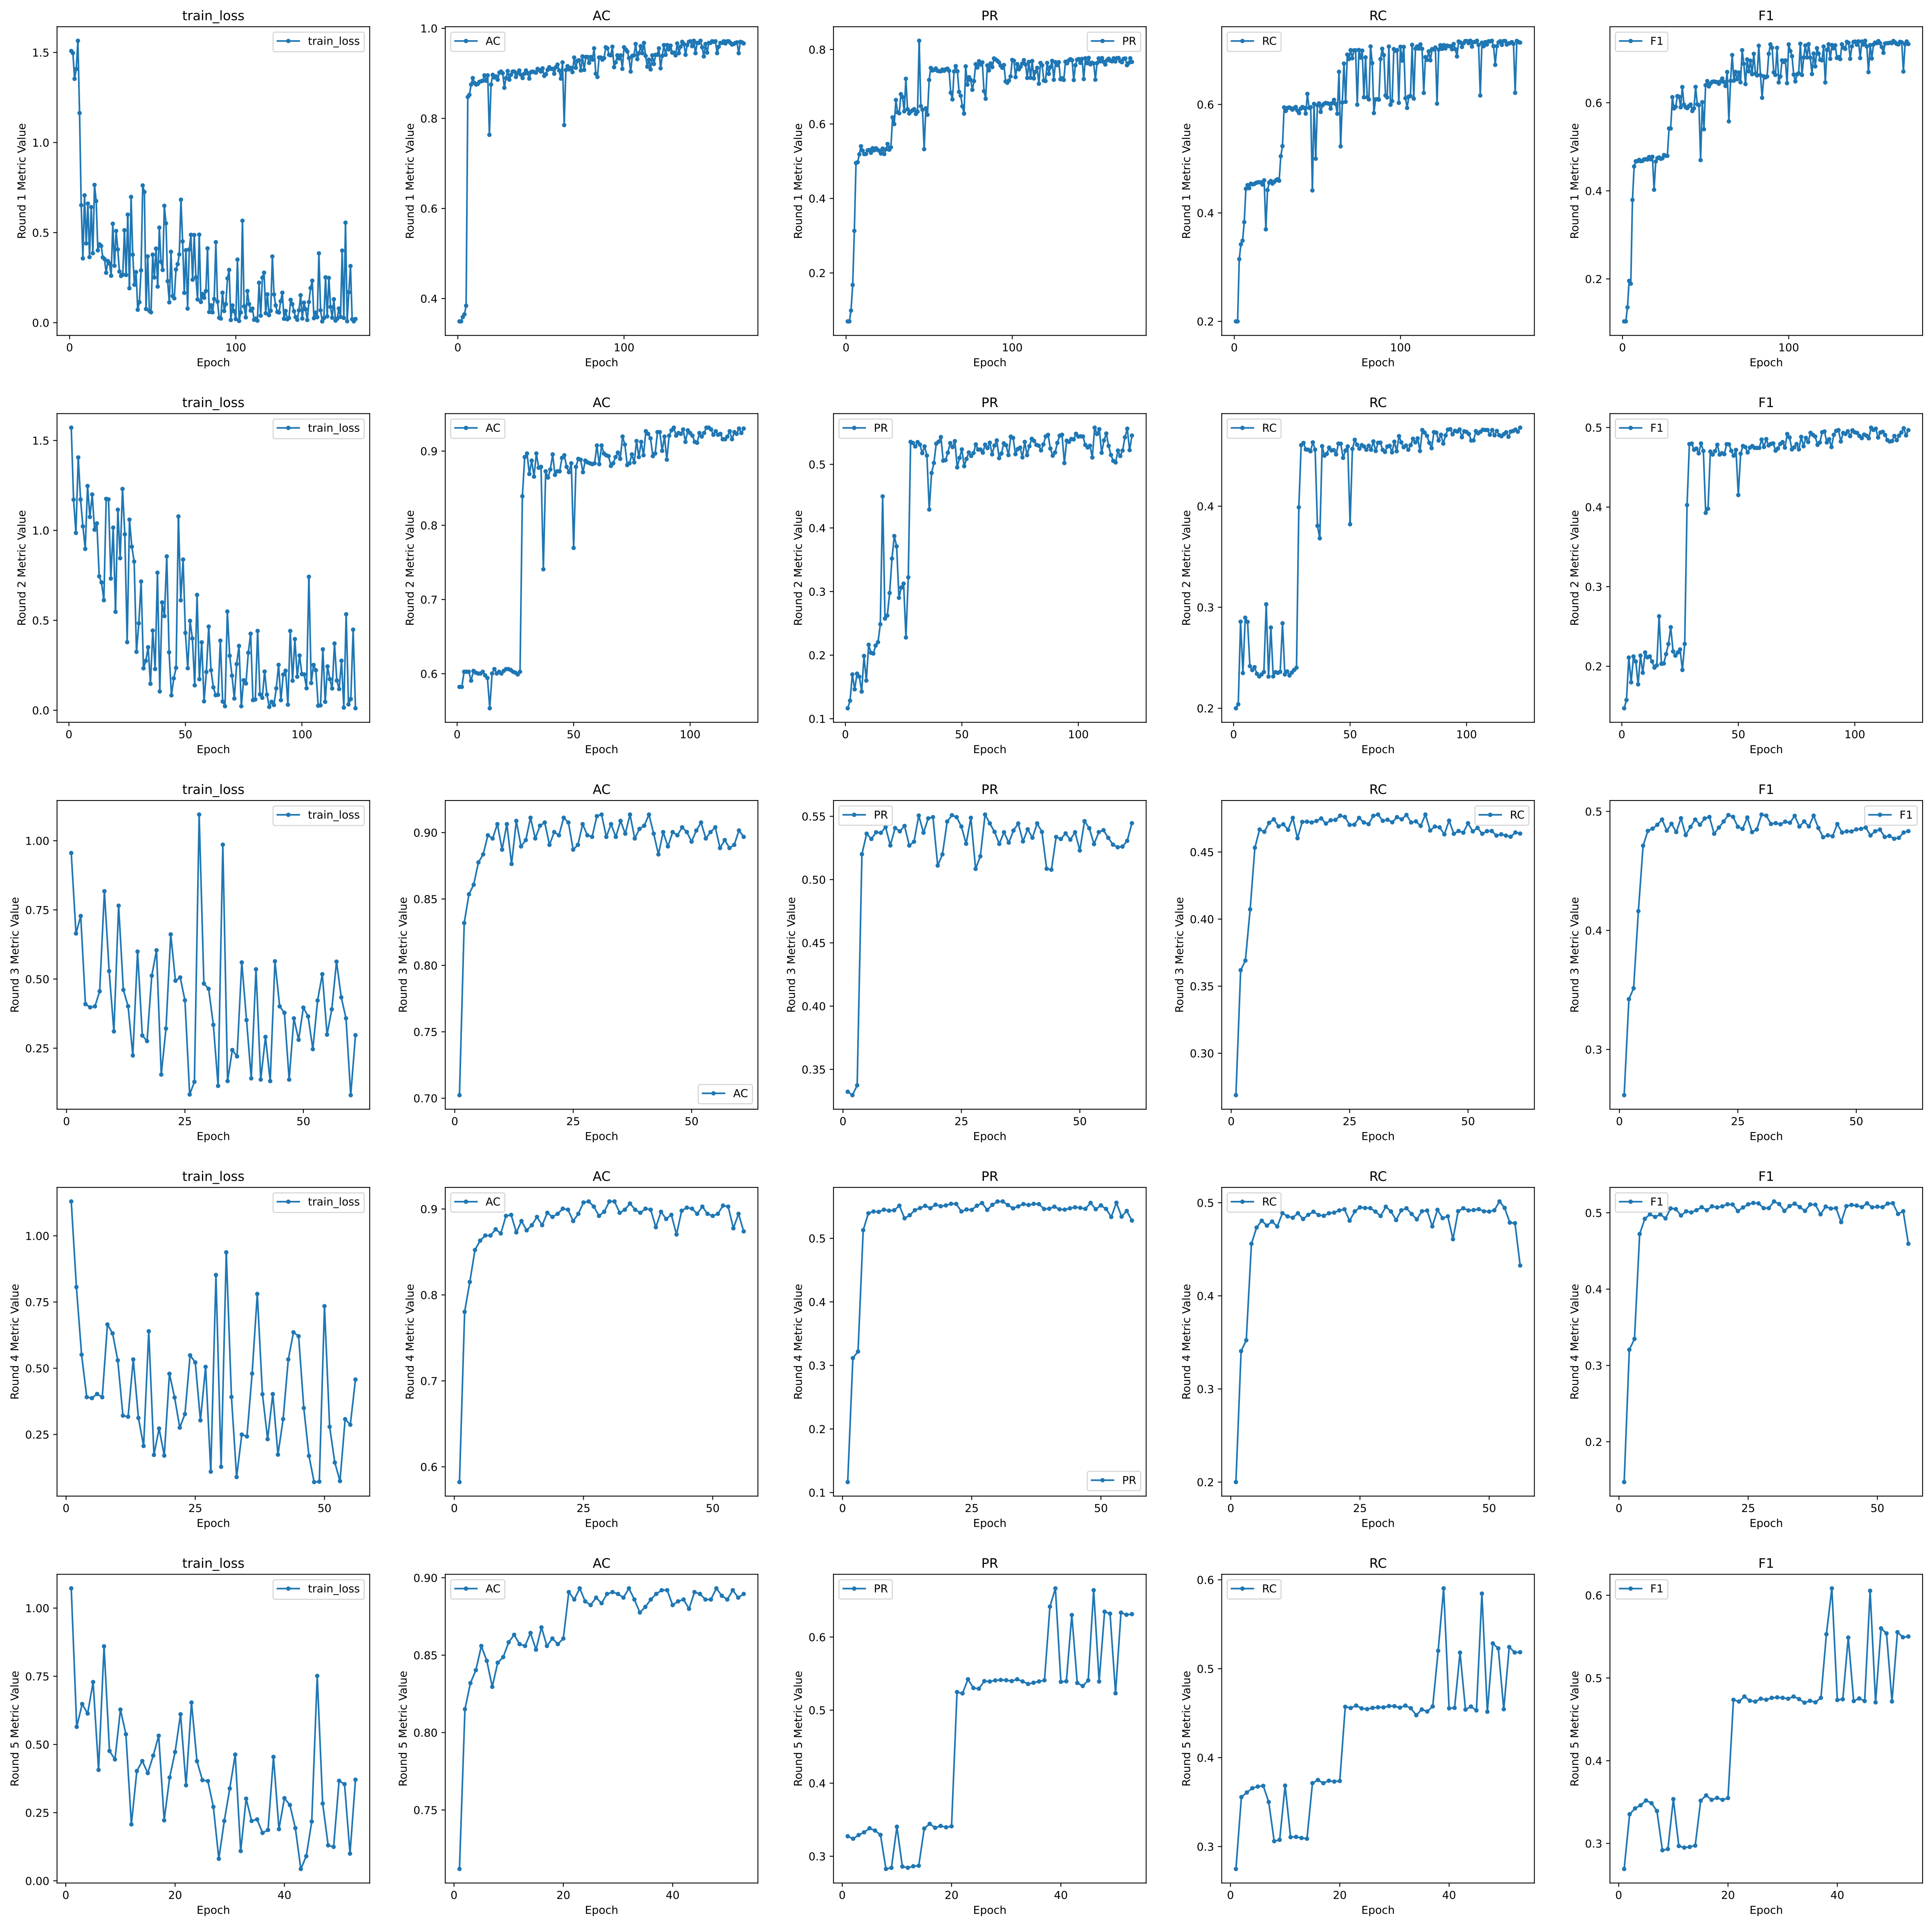 train_loss AC PR RC F1
train_loss AC PR RC F1
1.5 1.0 0.5 0.0
1.0 0.8 0.6 0.4
0.8 0.6 0.4 0.2
0.6 0.4 0.2
0.6 0.4 0.2
Round 1 Metric Value Round 1 Metric Value Round 1 Metric Value Round 1 Metric Value Round 1 Metric Value
0 100 0 100 0 100 0 100 0 100
Epoch Epoch Epoch Epoch Epoch
train_loss AC PR RC F1
train_loss AC PR RC F1
1.5 1.0 0.5 0.0
0.9 0.8 0.7 0.6
0.5 0.4 0.3 0.2 0.1
0.4 0.3 0.2
0.5 0.4 0.3 0.2
Round 2 Metric Value Round 2 Metric Value Round 2 Metric Value Round 2 Metric Value Round 2 Metric Value
0 50 100 0 50 100 0 50 100 0 50 100 0 50 100
Epoch Epoch Epoch Epoch Epoch
train_loss AC PR RC F1
train_loss AC PR RC F1
1.00 0.75 0.50 0.25
0.90 0.85 0.80 0.75 0.70
0.55 0.50 0.45 0.40 0.35
0.45 0.40 0.35 0.30
0.5 0.4 0.3
Round 3 Metric Value Round 3 Metric Value Round 3 Metric Value Round 3 Metric Value Round 3 Metric Value
0 25 50 0 25 50 0 25 50 0 25 50 0 25 50
Epoch Epoch Epoch Epoch Epoch
train_loss AC PR RC F1
train_loss AC PR RC F1
1.00 0.75 0.50 0.25
0.9 0.8 0.7 0.6
0.5 0.4 0.3 0.2 0.1
0.5 0.4 0.3 0.2
0.5 0.4 0.3 0.2
Round 4 Metric Value Round 4 Metric Value Round 4 Metric Value Round 4 Metric Value Round 4 Metric Value
0 25 50 0 25 50 0 25 50 0 25 50 0 25 50
Epoch Epoch Epoch Epoch Epoch
train_loss AC PR RC F1
train_loss AC PR RC F1
1.00 0.75 0.50 0.25 0.00
0.90 0.85 0.80 0.75
0.6 0.5 0.4 0.3
0.6 0.5 0.4 0.3
0.6 0.5 0.4 0.3
Round 5 Metric Value Round 5 Metric Value Round 5 Metric Value Round 5 Metric Value Round 5 Metric Value
0 20 40 0 20 40 0 20 40 0 20 40 0 20 40
Epoch Epoch Epoch Epoch Epoch